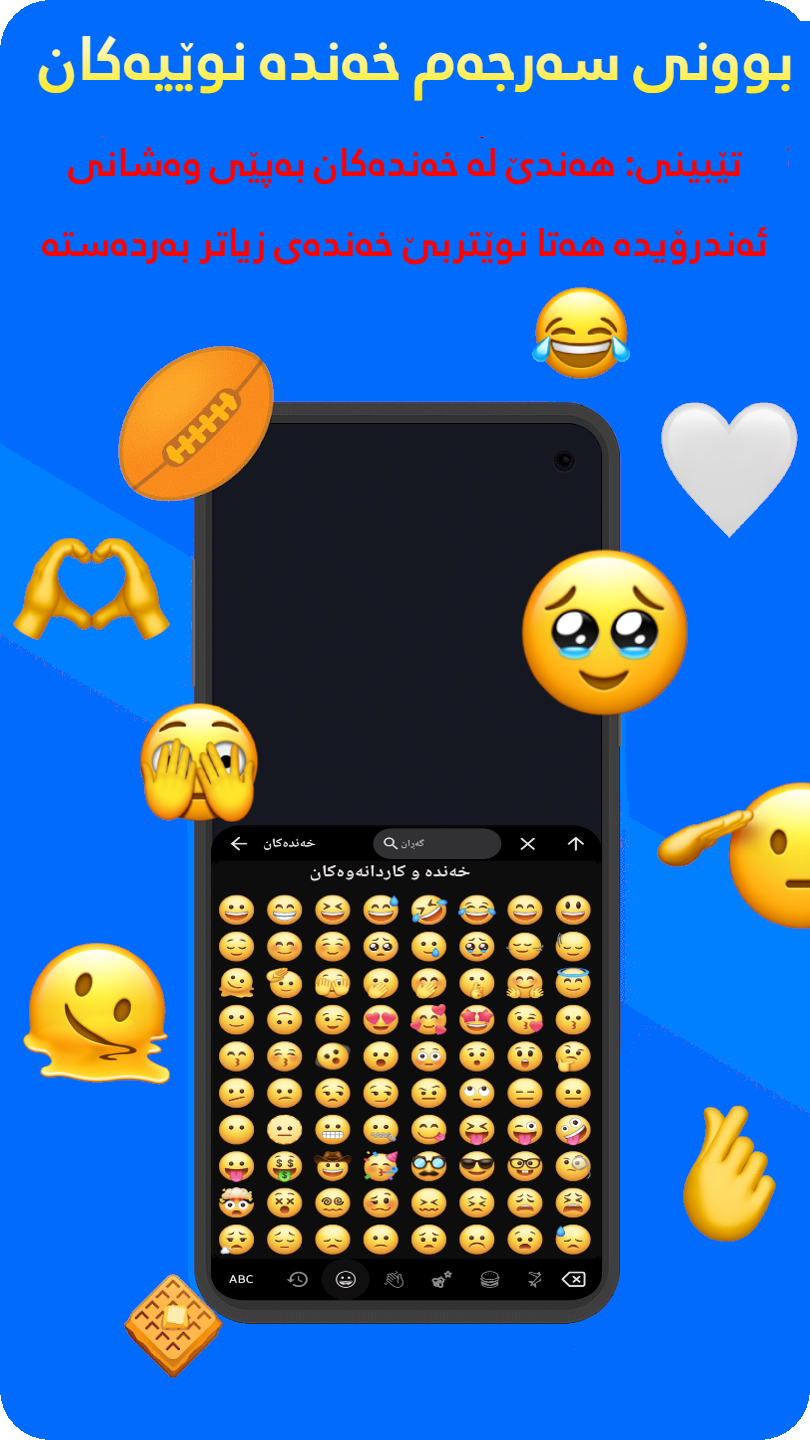 بوونی سەرجەم خەندە نوێیەکان
تێبینی: هەندێ لە خەندەکان بەپێی وەشانی
ئەندرۆیدە هەتا نوێتربێ خەندەی زیاتر بەردەستە
خەندەکان
گەڕان
خەندە و کاردانەوەکان
ABC